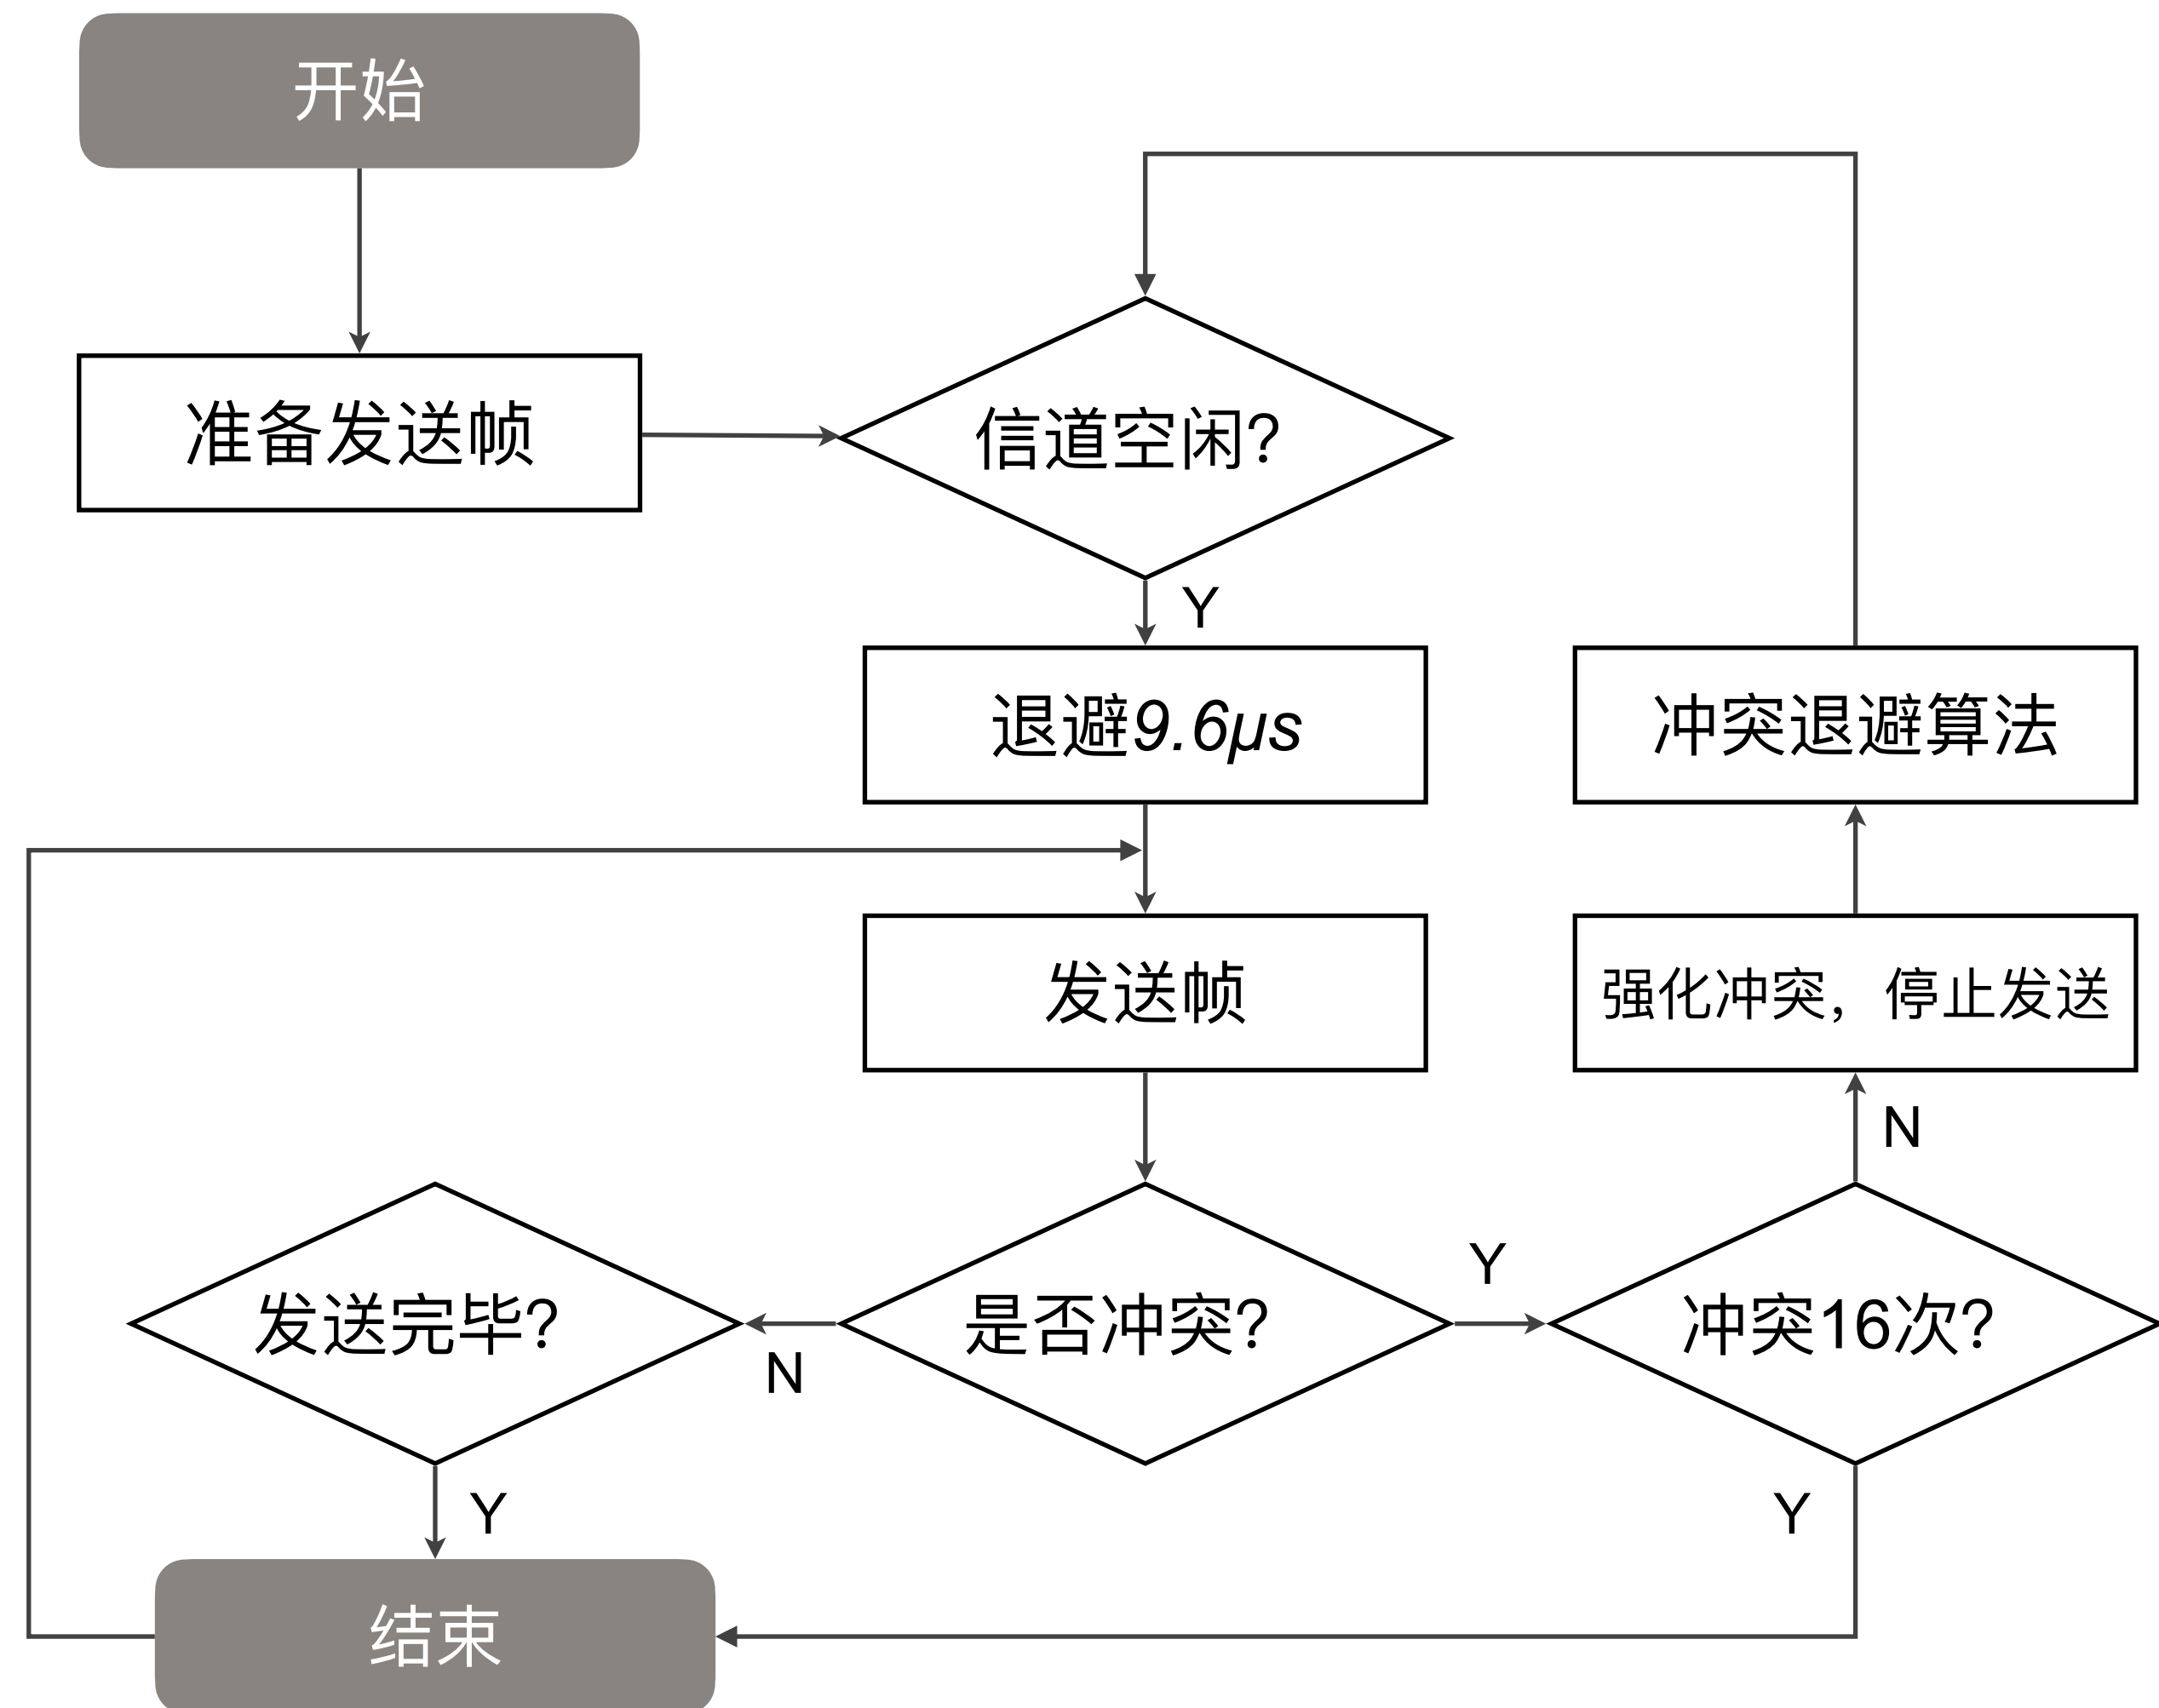 开始
准备发送帧
信道空闲?
Y
退避9.6μs
冲突退避算法
发送帧
强化冲突，停止发送
N
发送完毕?
N
是否冲突?
Y
冲突16次?
Y
Y
结束